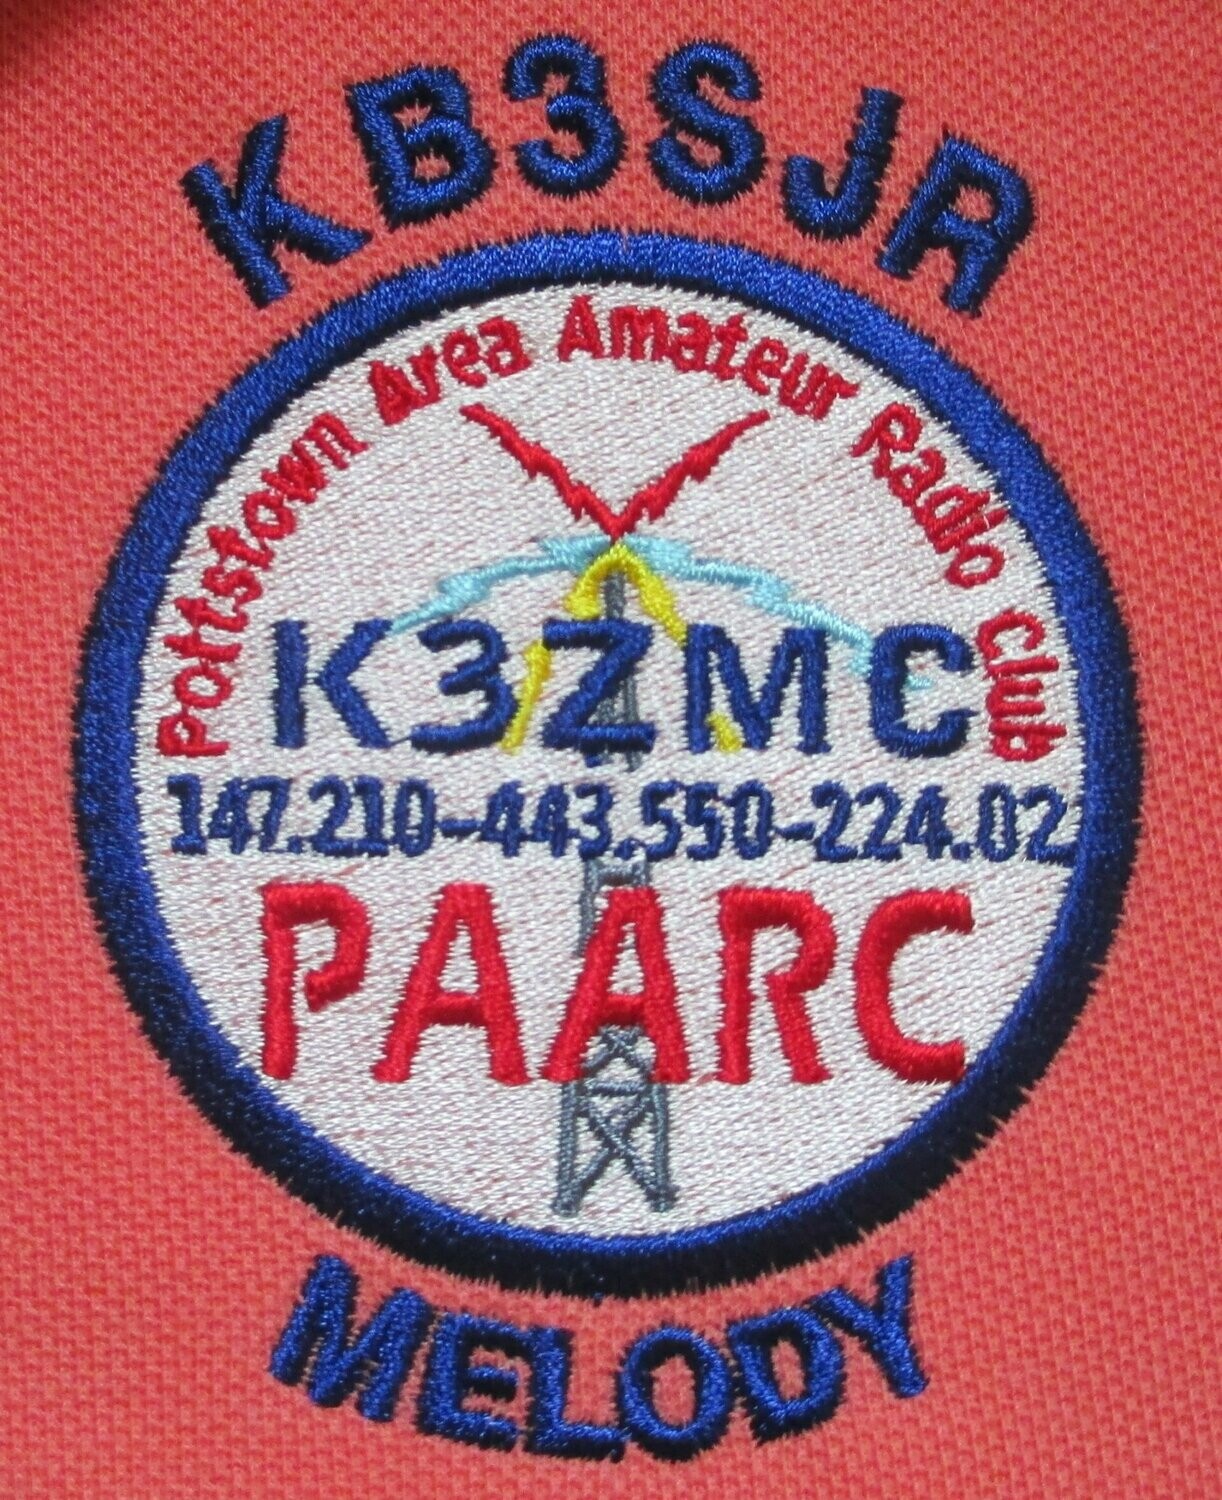 KB3SJR
Pottstown Area Amateur Radio Club
K3ZMC
147.210-443.550-224.02
PAARC
MELODY